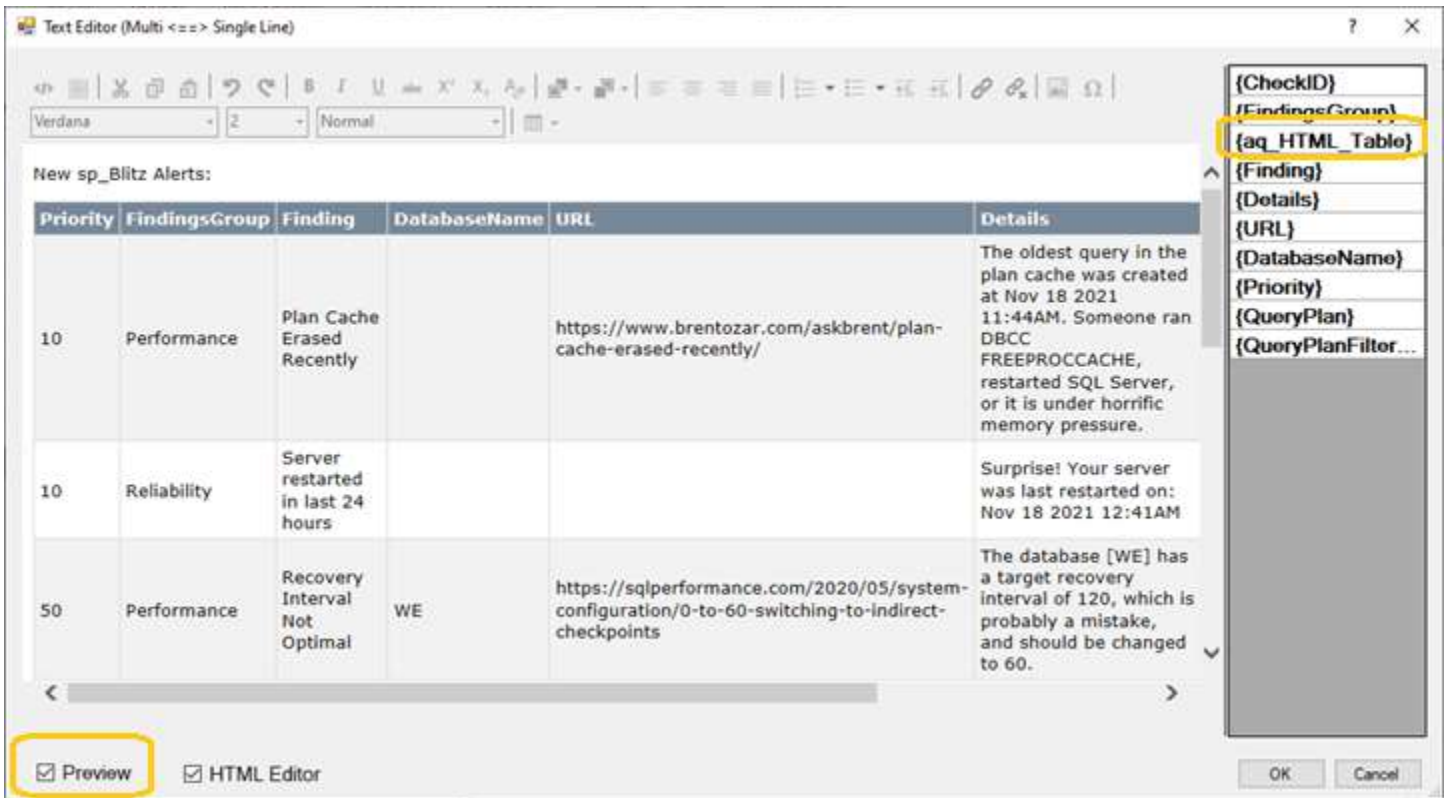 Text Editor (Multi <==> Single Line)
?
Verdana
2
Normal
New sp_Blitz Alerts:
Priority FindingsGroup Finding DatabaseName URL Details
10
Performance
Plan Cache
Erased
Recently
https://www.brentozar.com/askbrent/plan-
cache-erased-recently/
The oldest query in the
plan cache was created
at Nov 18 2021
11:44AM. Someone ran
DBCC
FREEPROCCACHE,
restarted SQL Server,
or it is under horrific
memory pressure.
10
Reliability
Server
restarted
in last 24
hours
Surprise! Your server
was last restarted on:
Nov 18 2021 12:41AM
50
Performance
Recovery
Interval
Not
Optimal
WE
https://sqlperformance.com/2020/05/system-
configuration/0-to-60-switching-to-indirect-
checkpoints
The database [WE] has
a target recovery
interval of 120, which is
probably a mistake,
and should be changed
to 60.
{CheckID}
{FindingsGroup}
{aq_HTML_Table}
{Finding}
{Details}
{URL}
{DatabaseName}
{Priority}
{QueryPlan}
{QueryPlanFilter...
Preview
HTML Editor
OK
Cancel